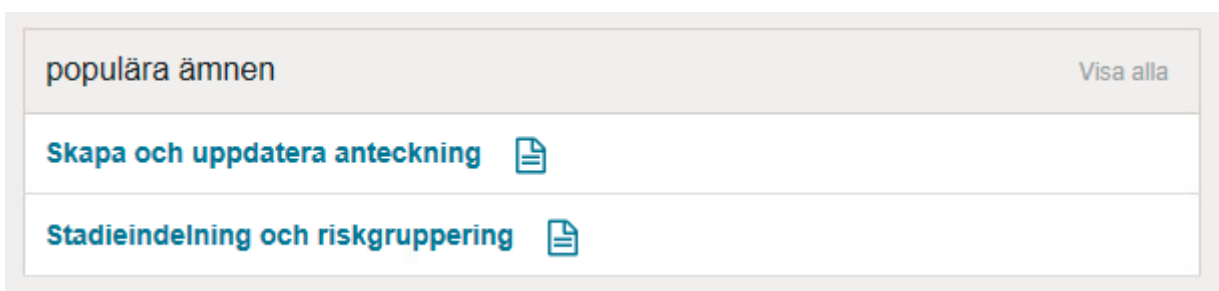 populära ämnen Visa alla
Skapa och uppdatera anteckning
Stadieindelning och riskgruppering